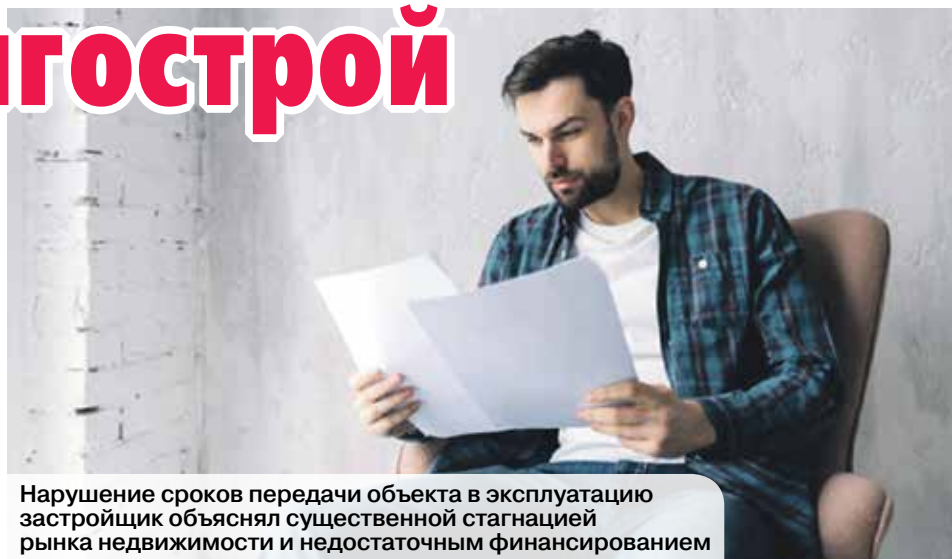 гострой
Нарушение сроков передачи объекта в эксплуатацию
застройщик объяснял существенной стагнацией
рынка недвижимости и недостаточным финансированием